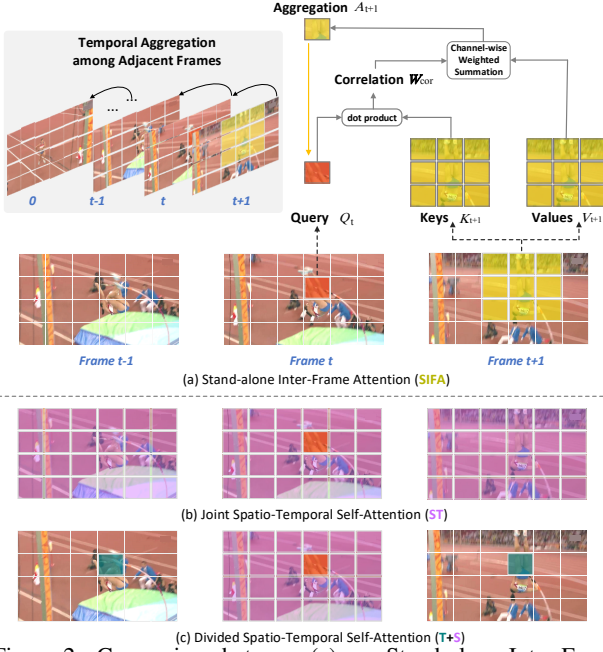 Aggregation A_{t+1}
Temporal Aggregation
among Adjacent Frames
... ...
Channel-wise
Weighted
Summation
Correlation W_{cor}
dot product
0 t-1 t t+1
Query Q_t Keys K_{t+1} Values V_{t+1}
Frame t-1 Frame t Frame t+1
(a) Stand-alone Inter-Frame Attention (SIFA)
(b) Joint Spatio-Temporal Self-Attention (ST)
(c) Divided Spatio-Temporal Self-Attention (T+S)